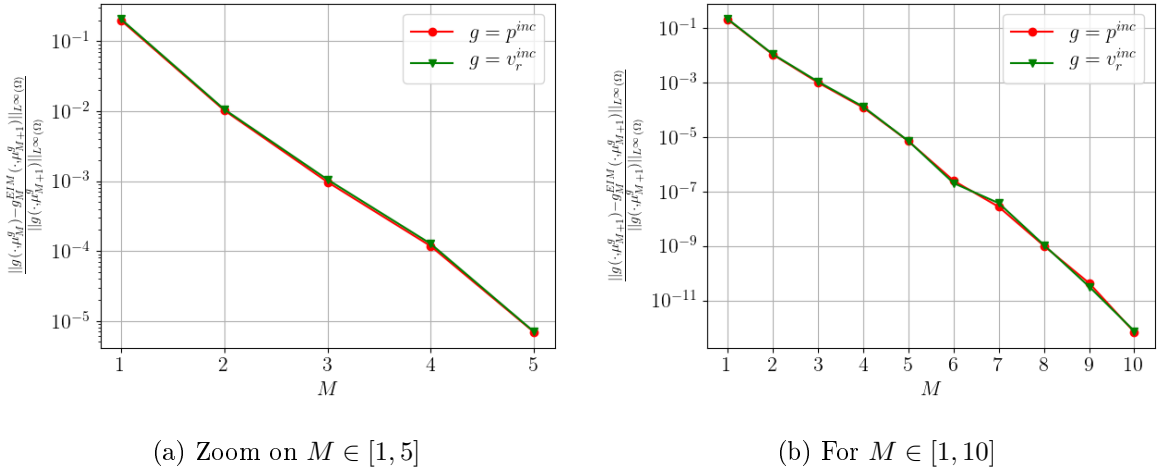 10^{-1}
10^{-2}
10^{-3}
10^{-4}
10^{-5}
\frac{||g(\cdot,\mu_M^g)-g_M^{EIM}(\cdot,\mu_{M+1}^g)||_{L^\infty(\Omega)}}{||g(\cdot,\mu_{M+1}^g)||_{L^\infty(\Omega)}}
g = p^{inc}
g = v_r^{inc}
1 2 3 4 5
M
(a) Zoom on M ∈ [1, 5]
10^{-1}
10^{-3}
10^{-5}
10^{-7}
10^{-9}
10^{-11}
\frac{||g(\cdot,\mu_{M+1}^g)-g_M^{EIM}(\cdot,\mu_{M+1}^g)||_{L^\infty(\Omega)}}{||g(\cdot,\mu_{M+1}^g)||_{L^\infty(\Omega)}}
g = p^{inc}
g = v_r^{inc}
1 2 3 4 5 6 7 8 9 10
M
(b) For M ∈ [1, 10]